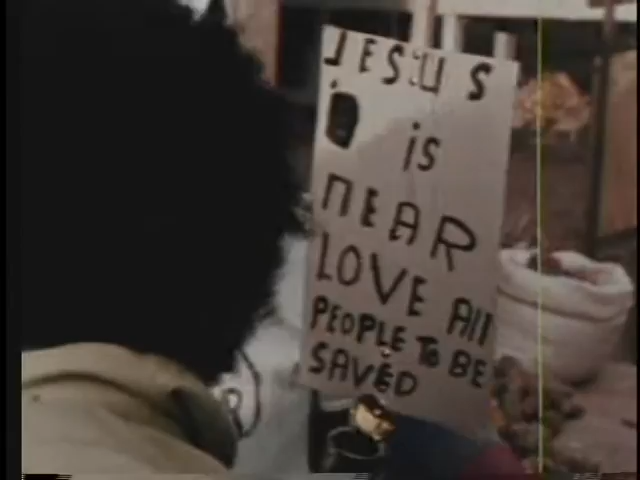 JESUS
is
NEAR
LOVE All
PEOPLE TO BE
SAVED